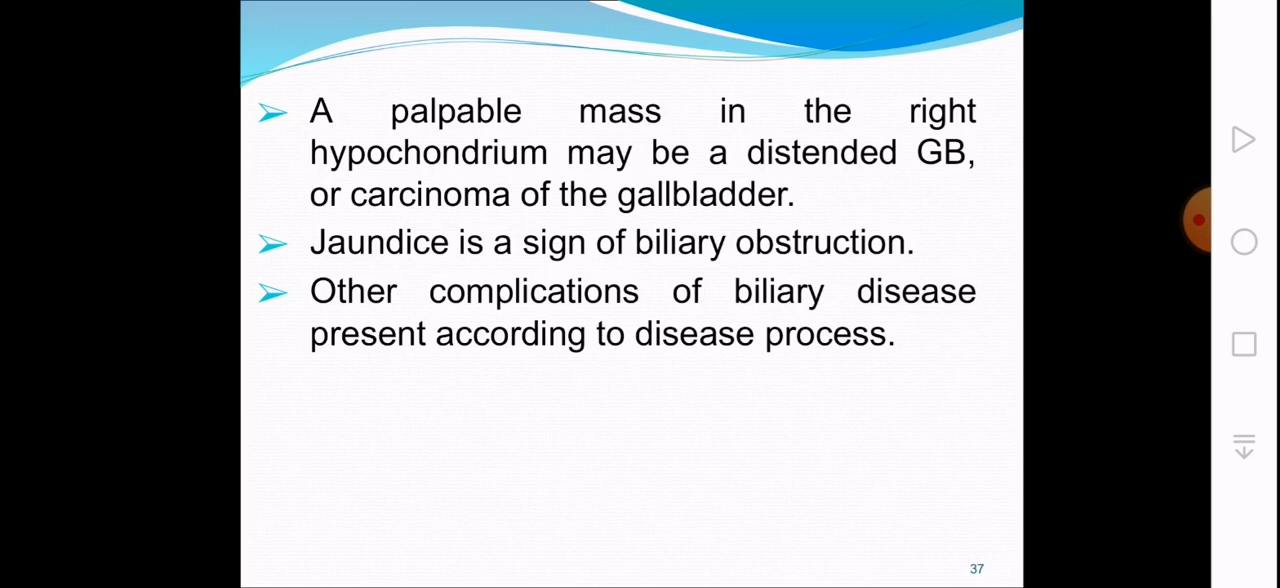 A palpable mass in the right
hypochondrium may be a distended GB,
or carcinoma of the gallbladder.
Jaundice is a sign of biliary obstruction.
Other complications of biliary disease
present according to disease process.
37